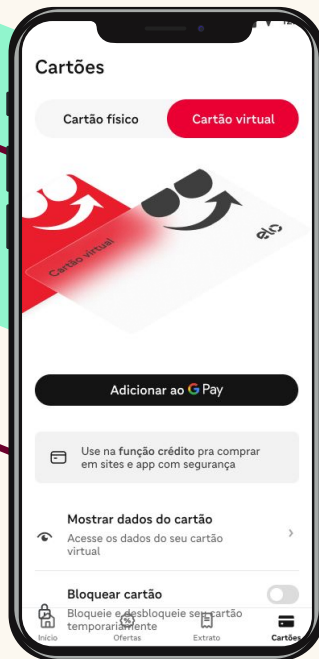 Cartões
Cartão físico
Cartão virtual
Cartão virtual
elo
Adicionar ao G Pay
Use na função crédito pra comprar
em sites e app com segurança
Mostrar dados do cartão
Acesse os dados do seu cartão
virtual
Bloquear cartão
Bloqueie e desbloqueie seu cartão
temporariamente
Início
Ofertas
Extrato
Cartões